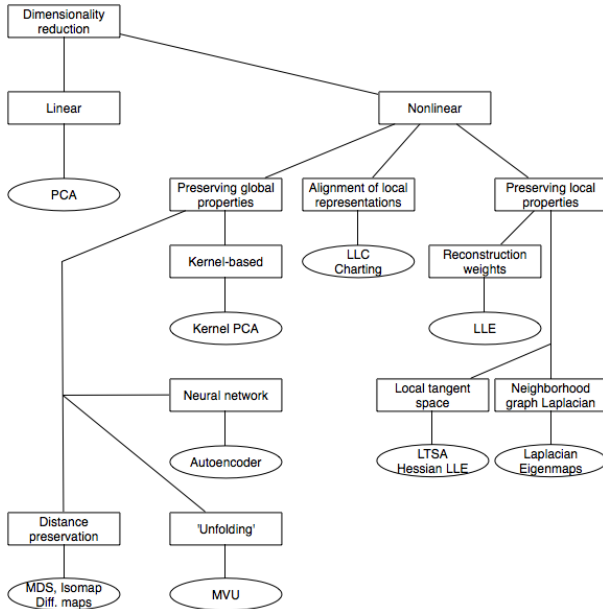 Dimensionality
reduction
Linear
Nonlinear
PCA
Preserving global
properties
Alignment of local
representations
Preserving local
properties
Kernel-based
LLC
Charting
Reconstruction
weights
Kernel PCA
LLE
Neural network
Local tangent
space
Neighborhood
graph Laplacian
Autoencoder
LTSA
Hessian LLE
Laplacian
Eigenmaps
Distance
preservation
'Unfolding'
MDS, Isomap
Diff. maps
MVU